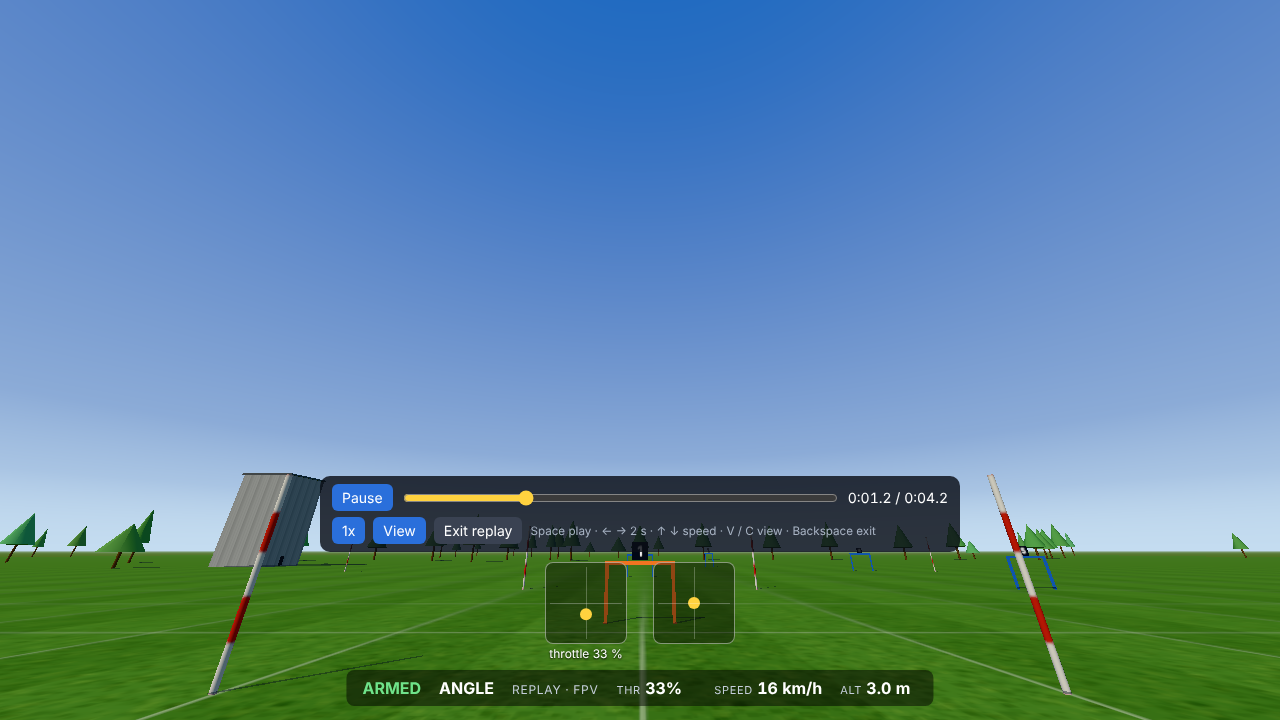 Pause 0:01.2 / 0:04.2
1x View Exit replay Space play · ← → 2 s · ↑ ↓ speed · V / C view · Backspace exit
throttle 33 %
ARMED ANGLE REPLAY · FPV THR 33% SPEED 16 km/h ALT 3.0 m